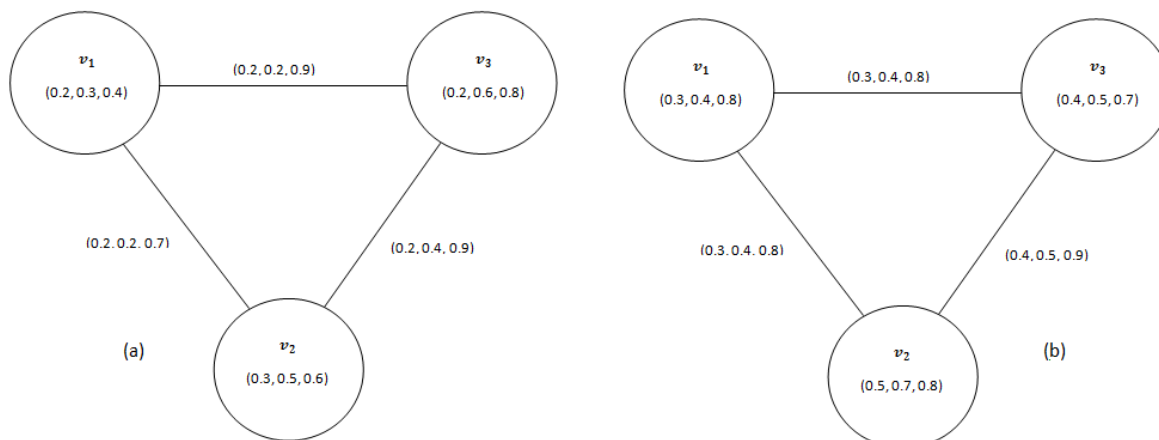 v₁
(0.2, 0.3, 0.4)
(0.2, 0.2, 0.9)
v₃
(0.2, 0.6, 0.8)
(0.2, 0.2, 0.7)
(0.2, 0.4, 0.9)
v₂
(0.3, 0.5, 0.6)
(a)
v₁
(0.3, 0.4, 0.8)
(0.3, 0.4, 0.8)
v₃
(0.4, 0.5, 0.7)
(0.3, 0.4, 0.8)
(0.4, 0.5, 0.9)
v₂
(0.5, 0.7, 0.8)
(b)